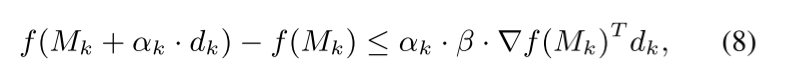 f(M_k + α_k · d_k) − f(M_k) ≤ α_k · β · ∇f(M_k)^T d_k, (8)